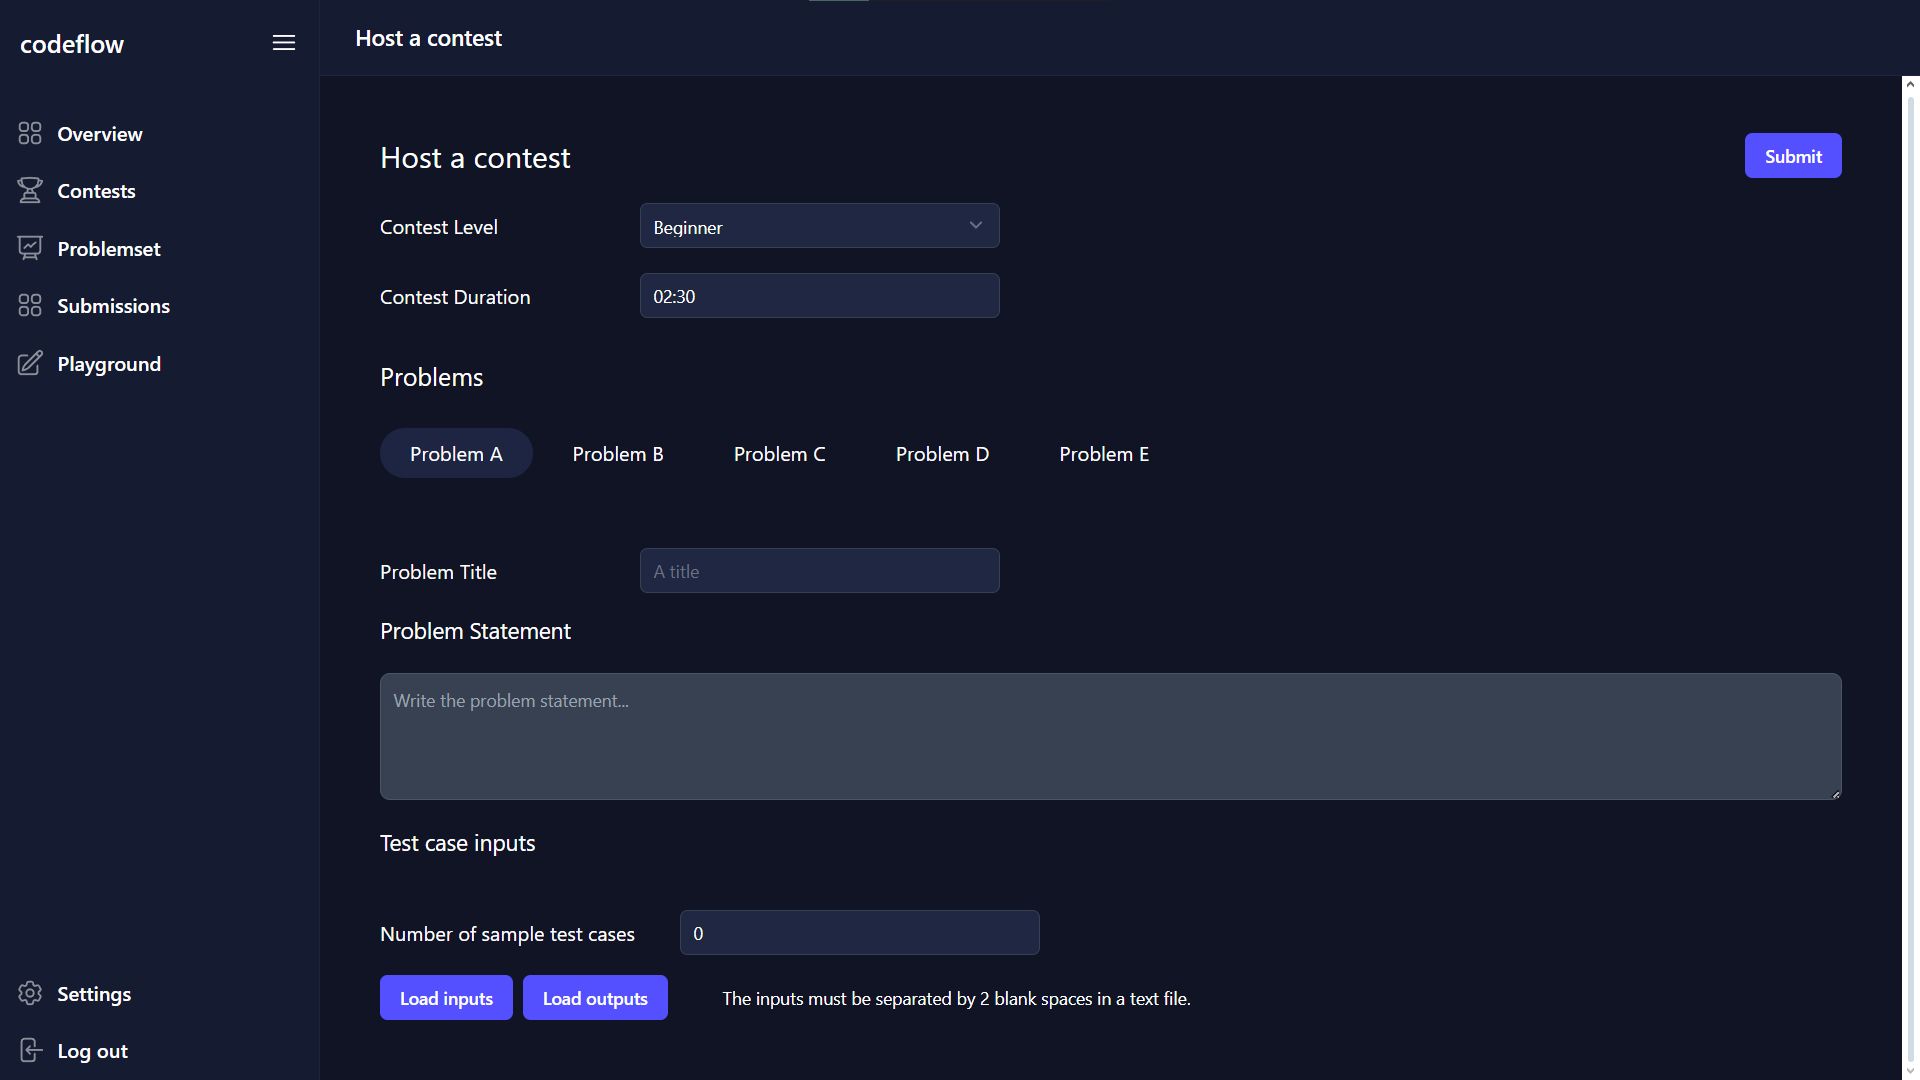 codeflow
Host a contest
Overview
Contests
Problemset
Submissions
Playground
Settings
Log out
Host a contest
Submit
Contest Level
Beginner
Contest Duration
02:30
Problems
Problem A
Problem B
Problem C
Problem D
Problem E
Problem Title
A title
Problem Statement
Write the problem statement...
Test case inputs
Number of sample test cases
0
Load inputs
Load outputs
The inputs must be separated by 2 blank spaces in a text file.